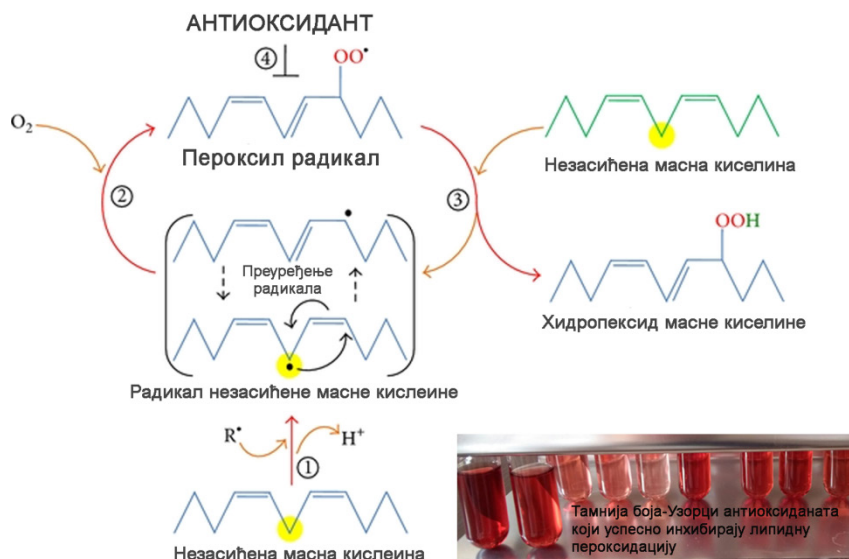 АНТИОКСИДАНТ
④
OO•
O₂
Пероксил радикал
Незасићена масна киселина
②
③
OOH
Преуређење
радикала
Хидропексид масне киселине
Радикал незасићене масне кислеине
R•
H⁺
①
Незасићена масна кислеина
Тамнија боја-Узорци антиоксиданата
који успесно инхибирају липидну
пероксидацију